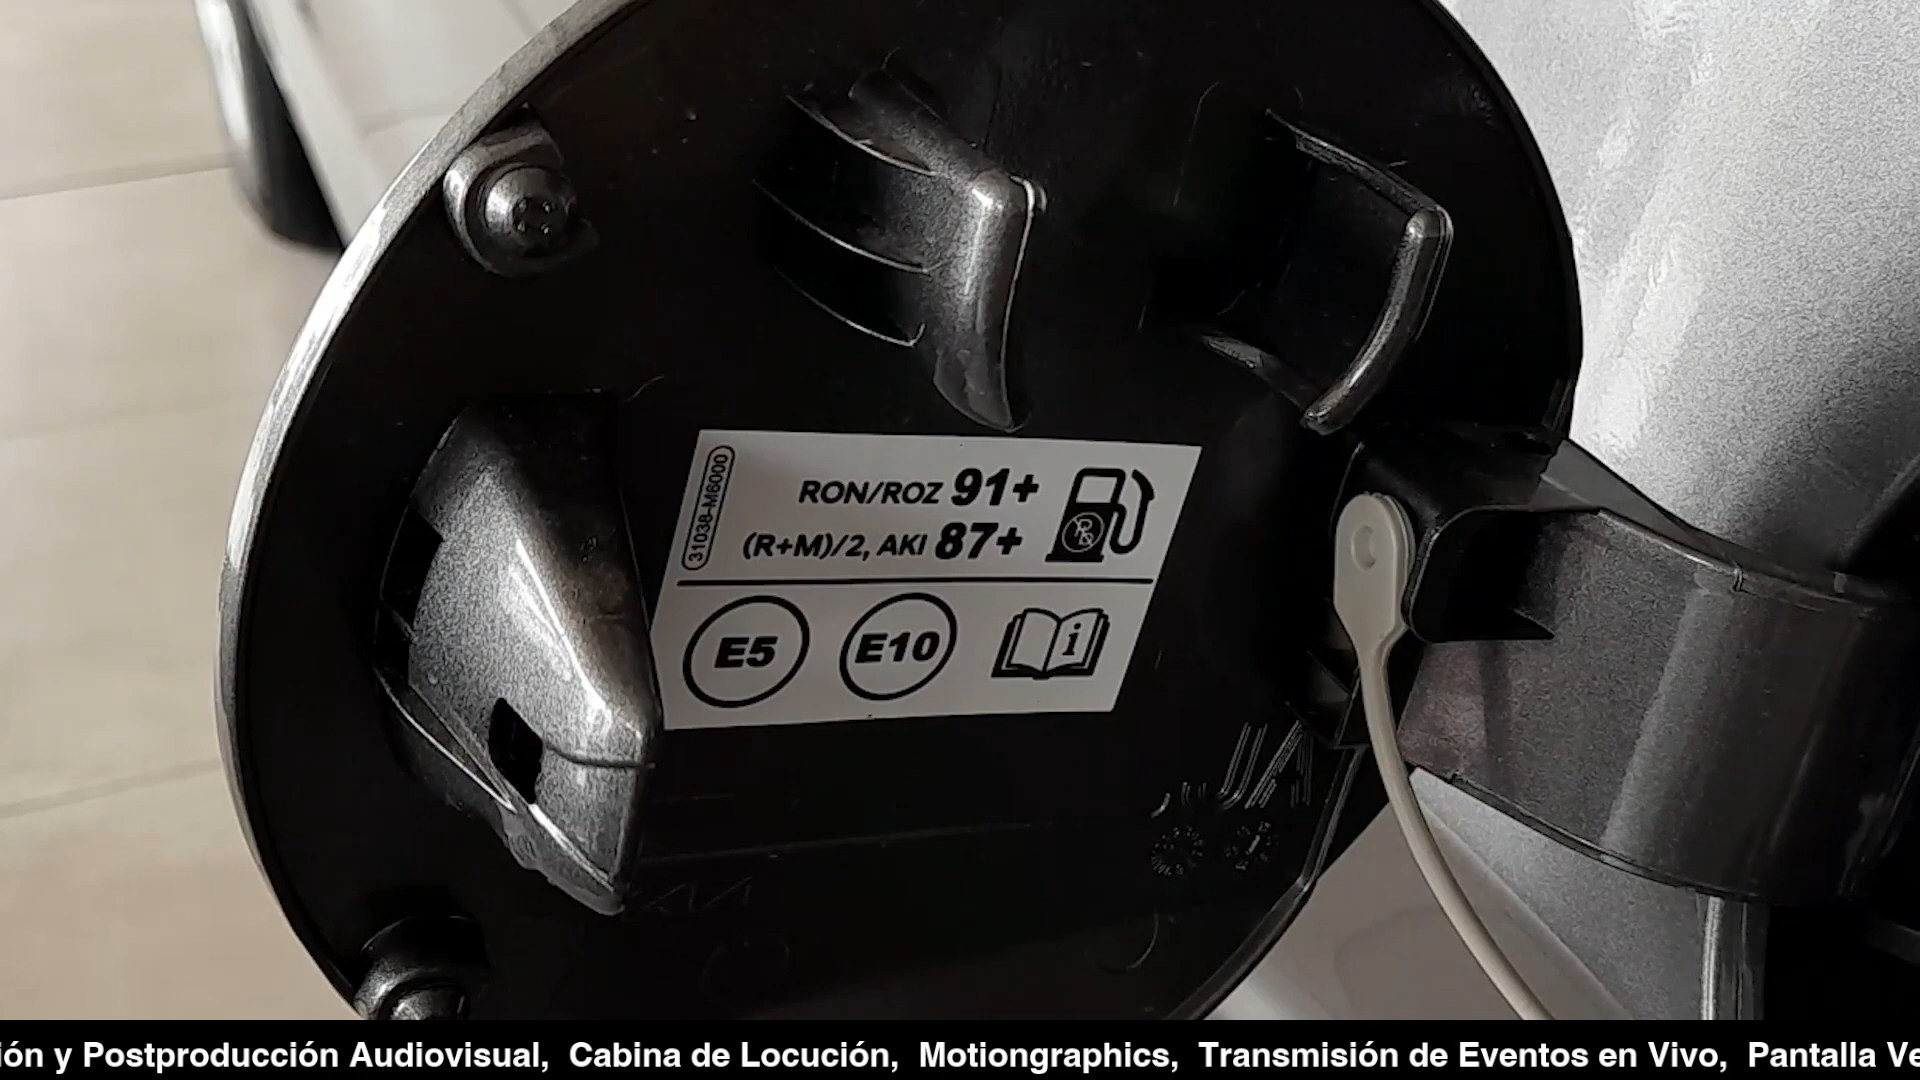 31038-M6000
RON/ROZ 91+
(R+M)/2, AKI 87+
E5 E10
ión y Postproducción Audiovisual, Cabina de Locución, Motiongraphics, Transmisión de Eventos en Vivo, Pantalla Ve